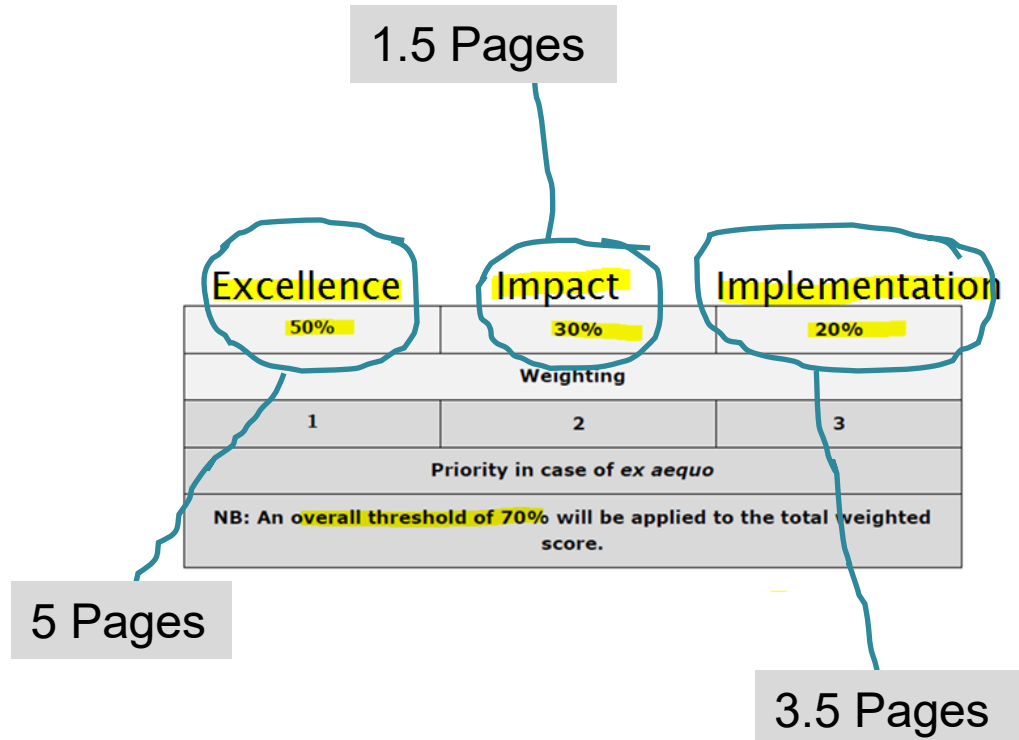 1.5 Pages
Excellence Impact Implementation
50% 30% 20%
Weighting
1 2 3
Priority in case of ex aequo
NB: An overall threshold of 70% will be applied to the total weighted
score.
5 Pages
3.5 Pages